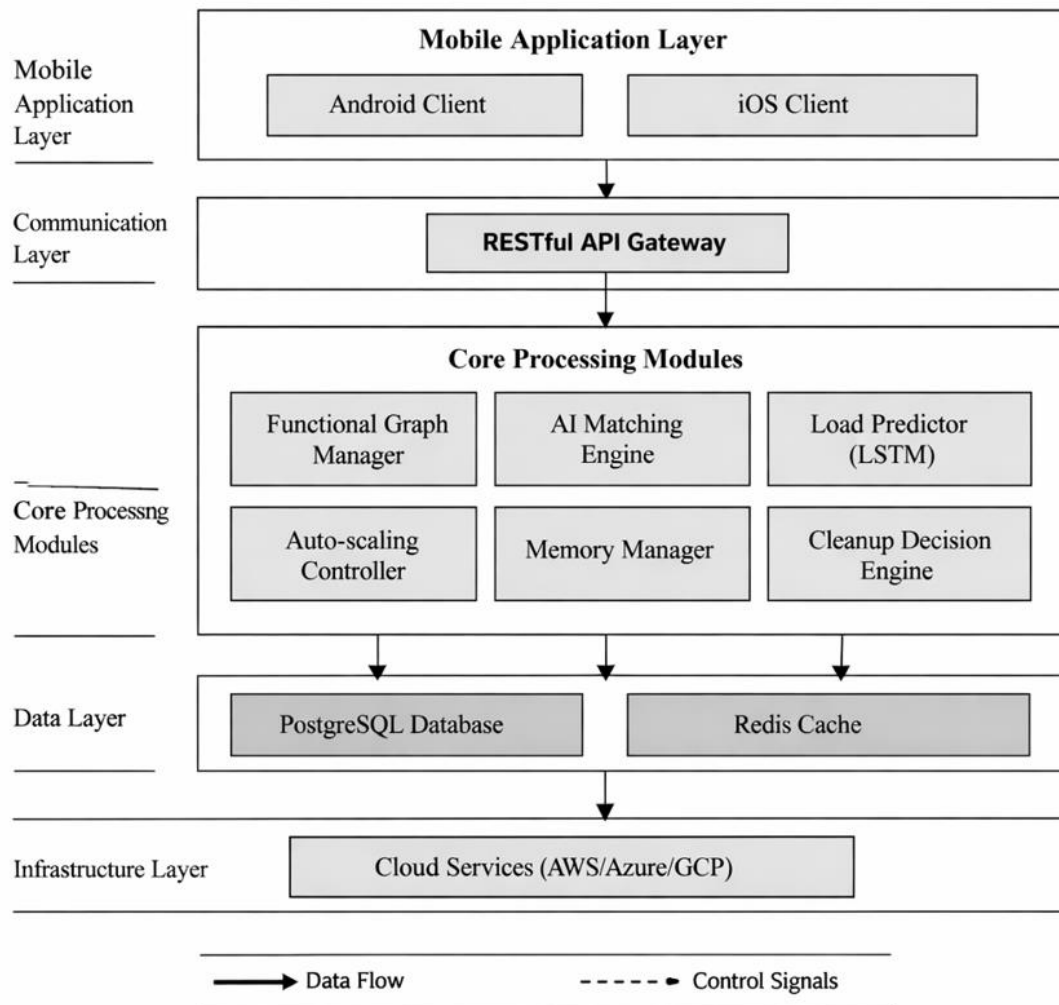 Mobile Application Layer
Mobile
Application
Layer
Android Client
iOS Client
Communication
Layer
RESTful API Gateway
Core Processing Modules
Functional Graph
Manager
AI Matching
Engine
Load Predictor
(LSTM)
Core Processng
Modules
Auto-scaling
Controller
Memory Manager
Cleanup Decision
Engine
Data Layer
PostgreSQL Database
Redis Cache
Infrastructure Layer
Cloud Services (AWS/Azure/GCP)
Data Flow
Control Signals